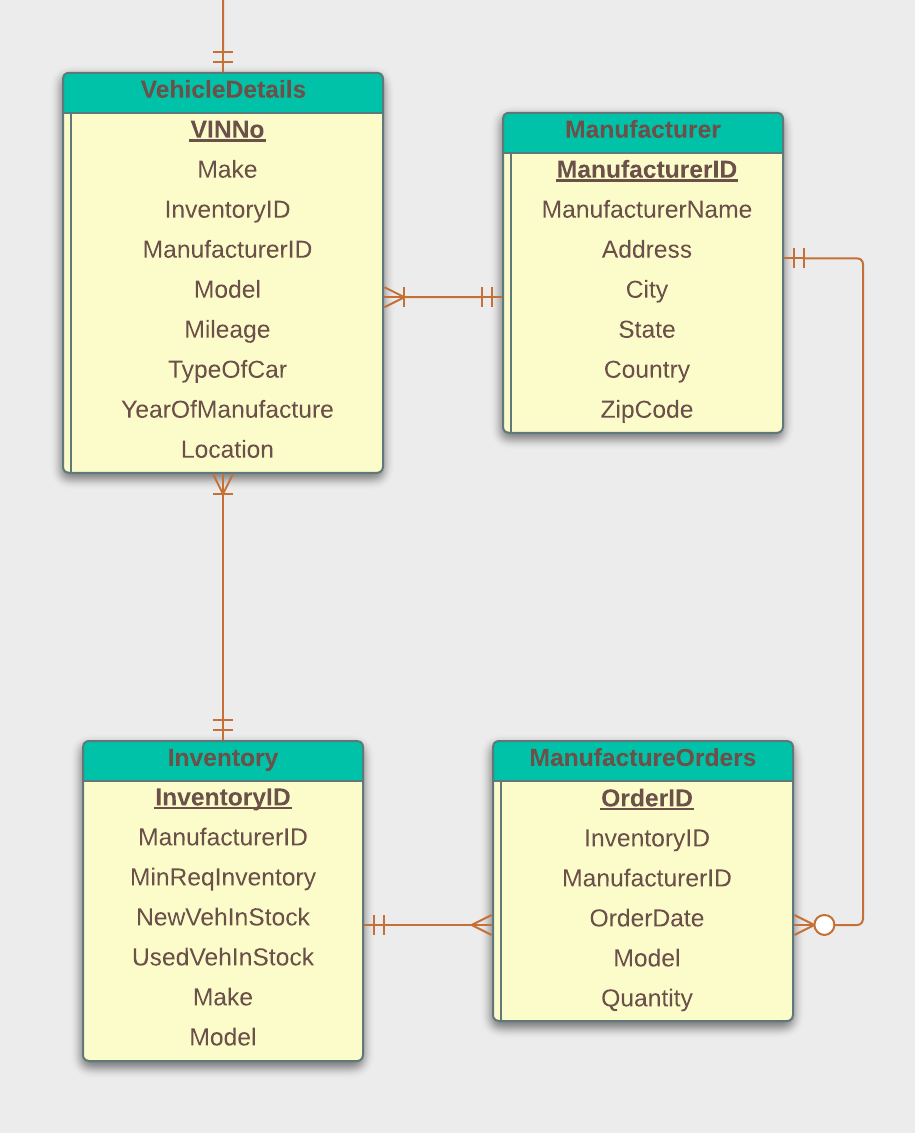 VehicleDetails
VINNo
Make
InventoryID
ManufacturerID
Model
Mileage
TypeOfCar
YearOfManufacture
Location
Manufacturer
ManufacturerID
ManufacturerName
Address
City
State
Country
ZipCode
Inventory
InventoryID
ManufacturerID
MinReqInventory
NewVehInStock
UsedVehInStock
Make
Model
ManufactureOrders
OrderID
InventoryID
ManufacturerID
OrderDate
Model
Quantity